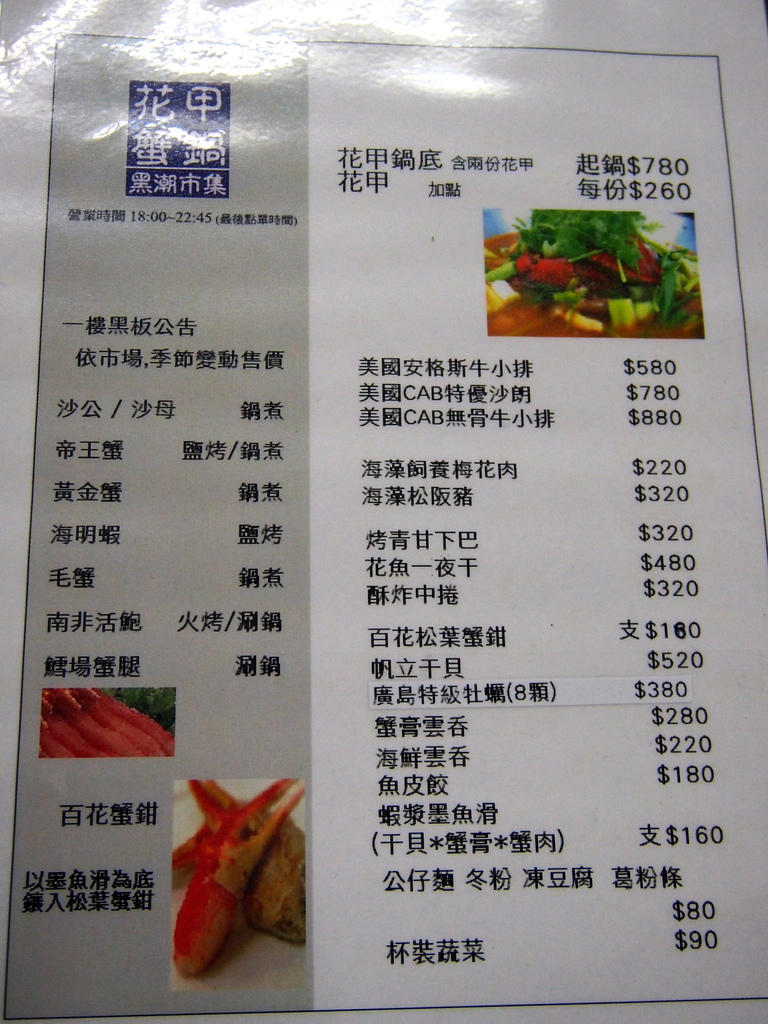 花甲
蟹鍋
黑潮市集
營業時間 18:00~22:45 (最後點單時間)
一樓黑板公告
依市場,季節變動售價
沙公 / 沙母 鍋煮
帝王蟹 鹽烤/鍋煮
黃金蟹 鍋煮
海明蝦 鹽烤
毛蟹 鍋煮
南非活鮑 火烤/涮鍋
鱈場蟹腿 涮鍋
百花蟹鉗
以墨魚滑為底
鑲入松葉蟹鉗
花甲鍋底 含兩份花甲 起鍋$780
花甲 加點 每份$260
美國安格斯牛小排 $580
美國CAB特優沙朗 $780
美國CAB無骨牛小排 $880
海藻飼養梅花肉 $220
海藻松阪豬 $320
烤青甘下巴 $320
花魚一夜干 $480
酥炸中捲 $320
百花松葉蟹鉗 支$160
帆立干貝 $520
廣島特級牡蠣(8顆) $380
蟹膏雲吞 $280
海鮮雲吞 $220
魚皮餃 $180
蝦漿墨魚滑
(干貝*蟹膏*蟹肉) 支$160
公仔麵 冬粉 凍豆腐 葛粉條
$80
杯裝蔬菜 $90